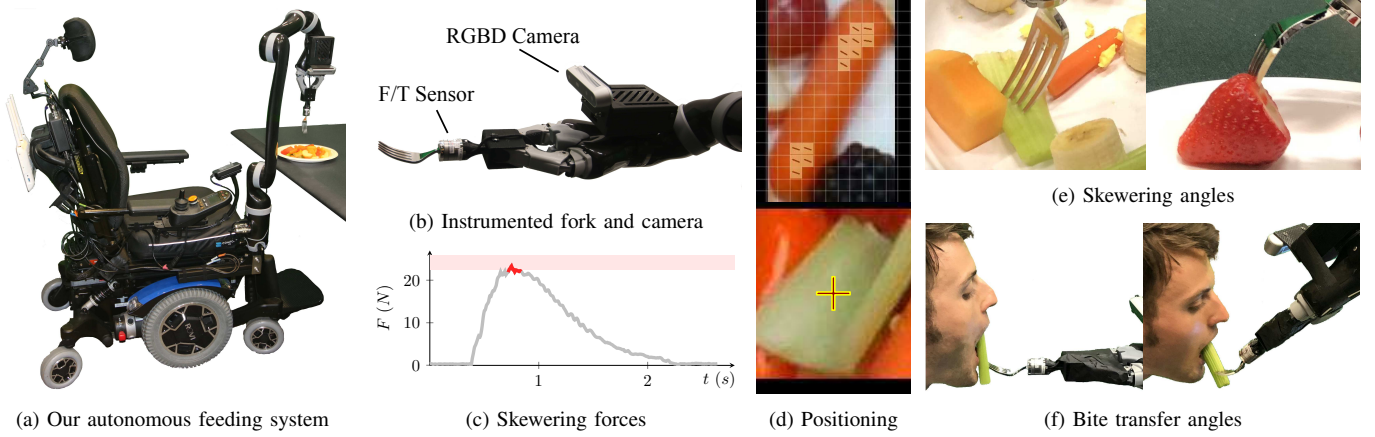 RGBD Camera
F/T Sensor
(b) Instrumented fork and camera
F (N)
20
10
0
1
2
t (s)
(a) Our autonomous feeding system
(c) Skewering forces
(d) Positioning
(e) Skewering angles
(f) Bite transfer angles